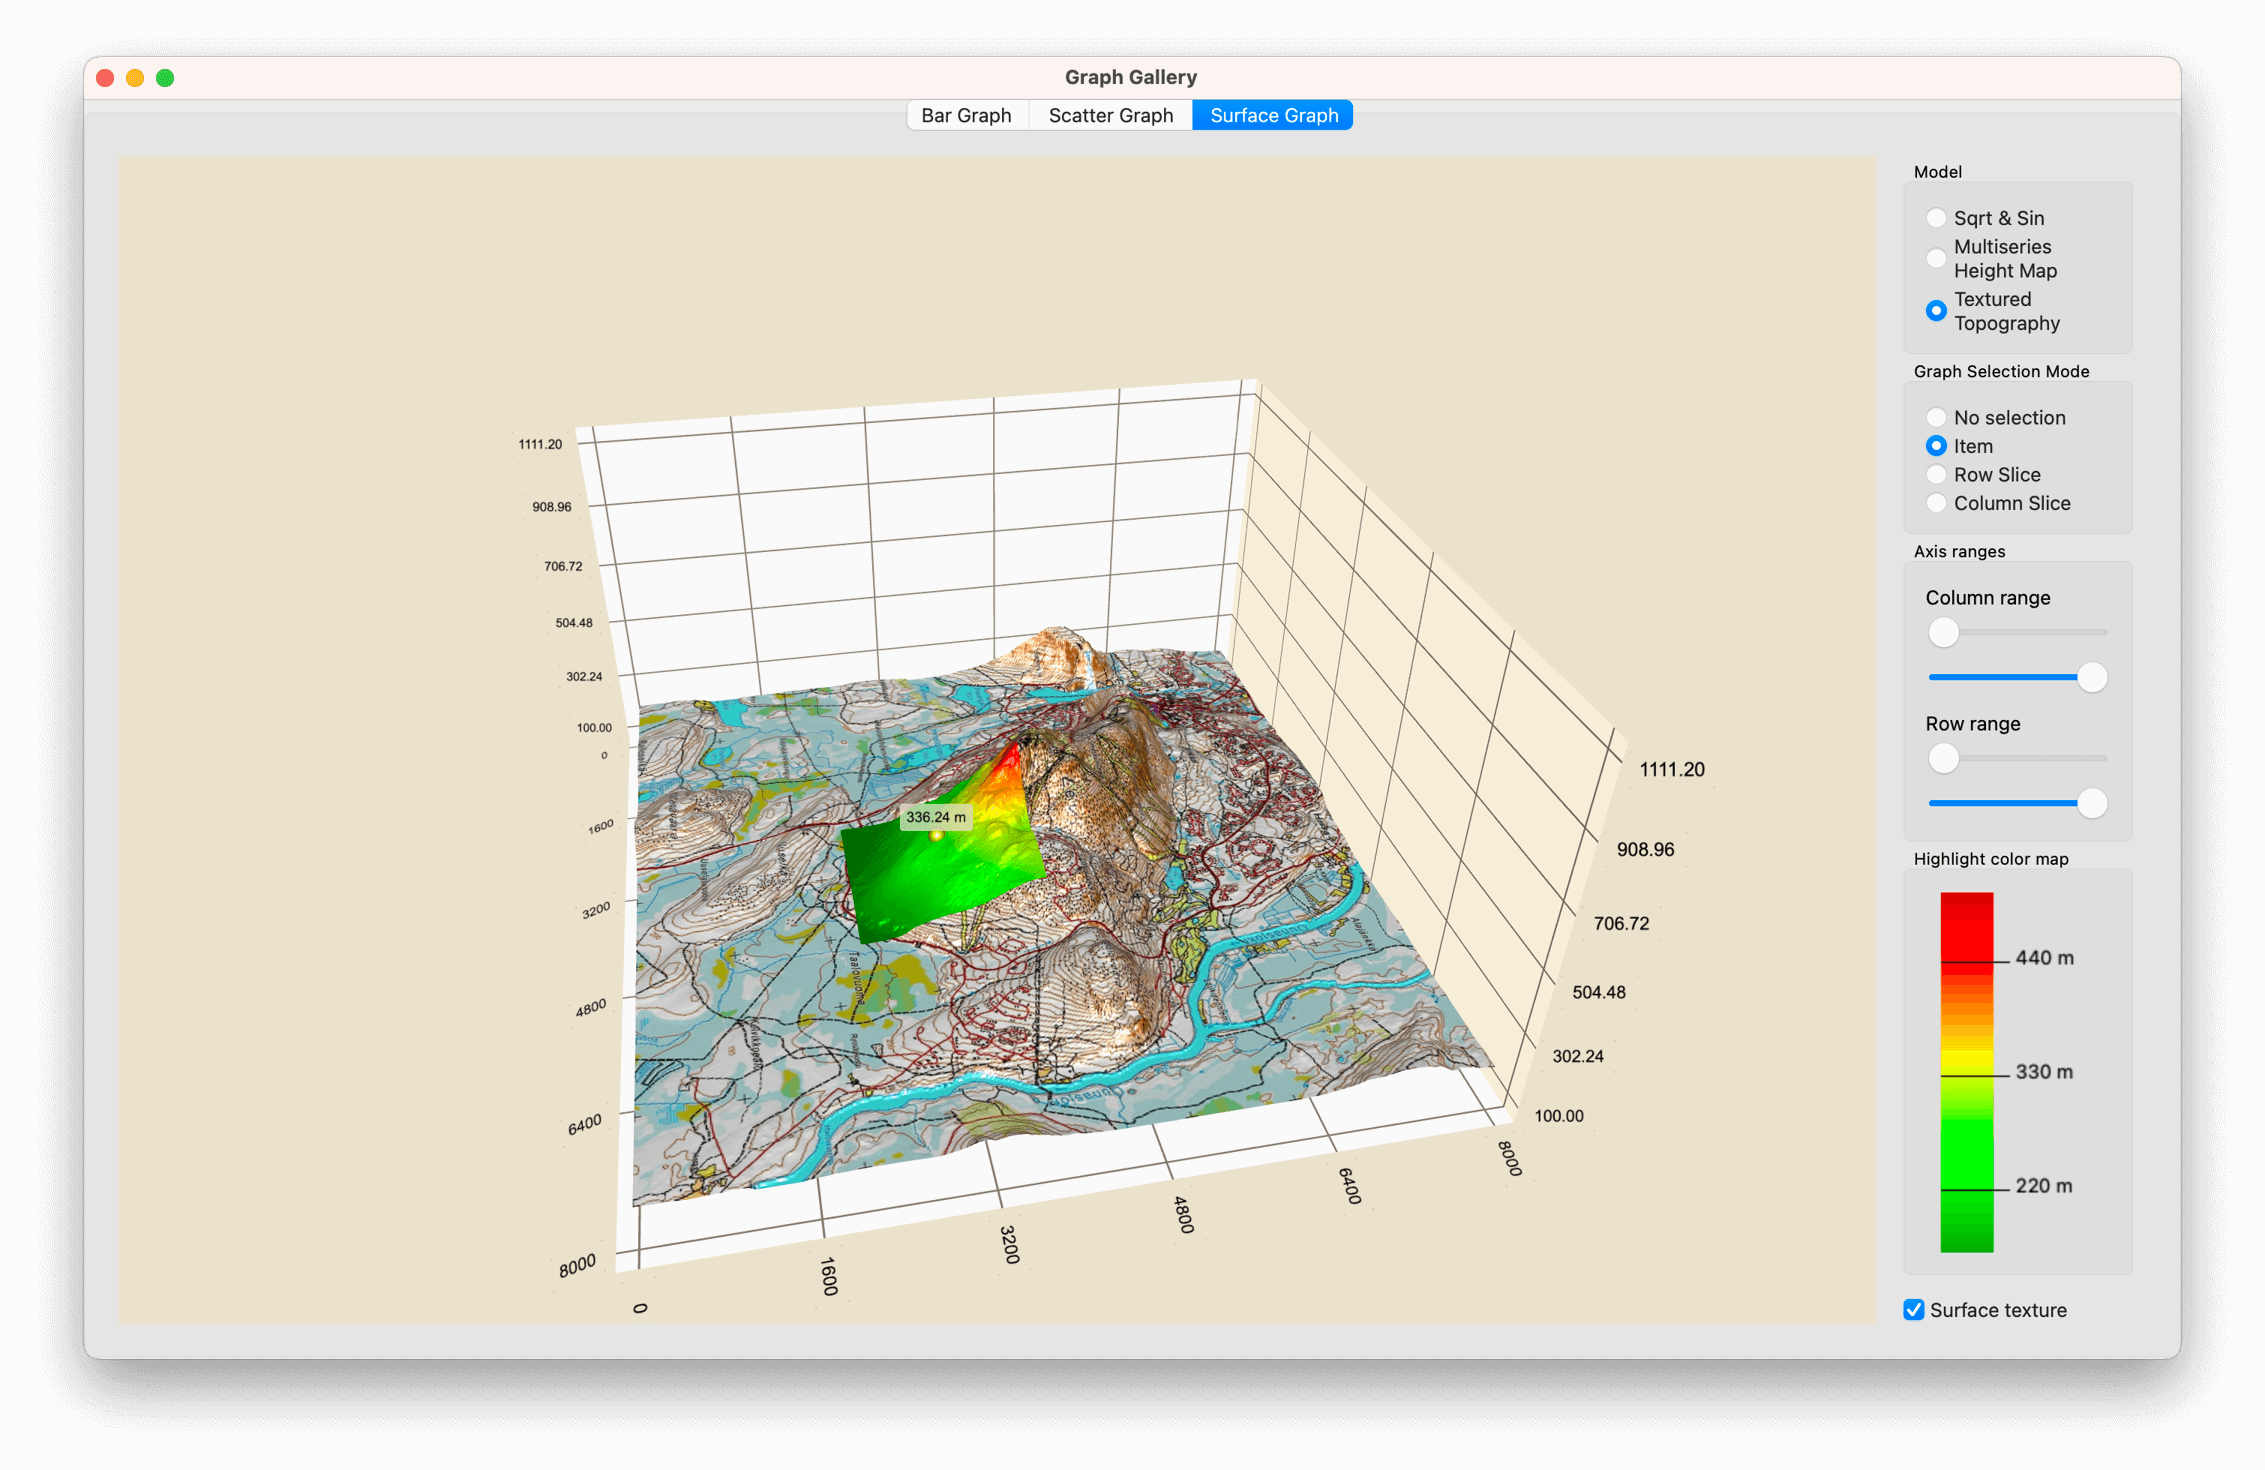 Graph Gallery
Bar Graph
Scatter Graph
Surface Graph
1111.20
908.96
706.72
504.48
302.24
100.00
0
1600
3200
4800
6400
8000
0
1600
3200
4800
6400
8000
336.24 m
Levi
Taalovuoma
1111.20
908.96
706.72
504.48
302.24
100.00
Model
Sqrt & Sin
Multiseries
Height Map
Textured
Topography
Graph Selection Mode
No selection
Item
Row Slice
Column Slice
Axis ranges
Column range
Row range
Highlight color map
440 m
330 m
220 m
Surface texture